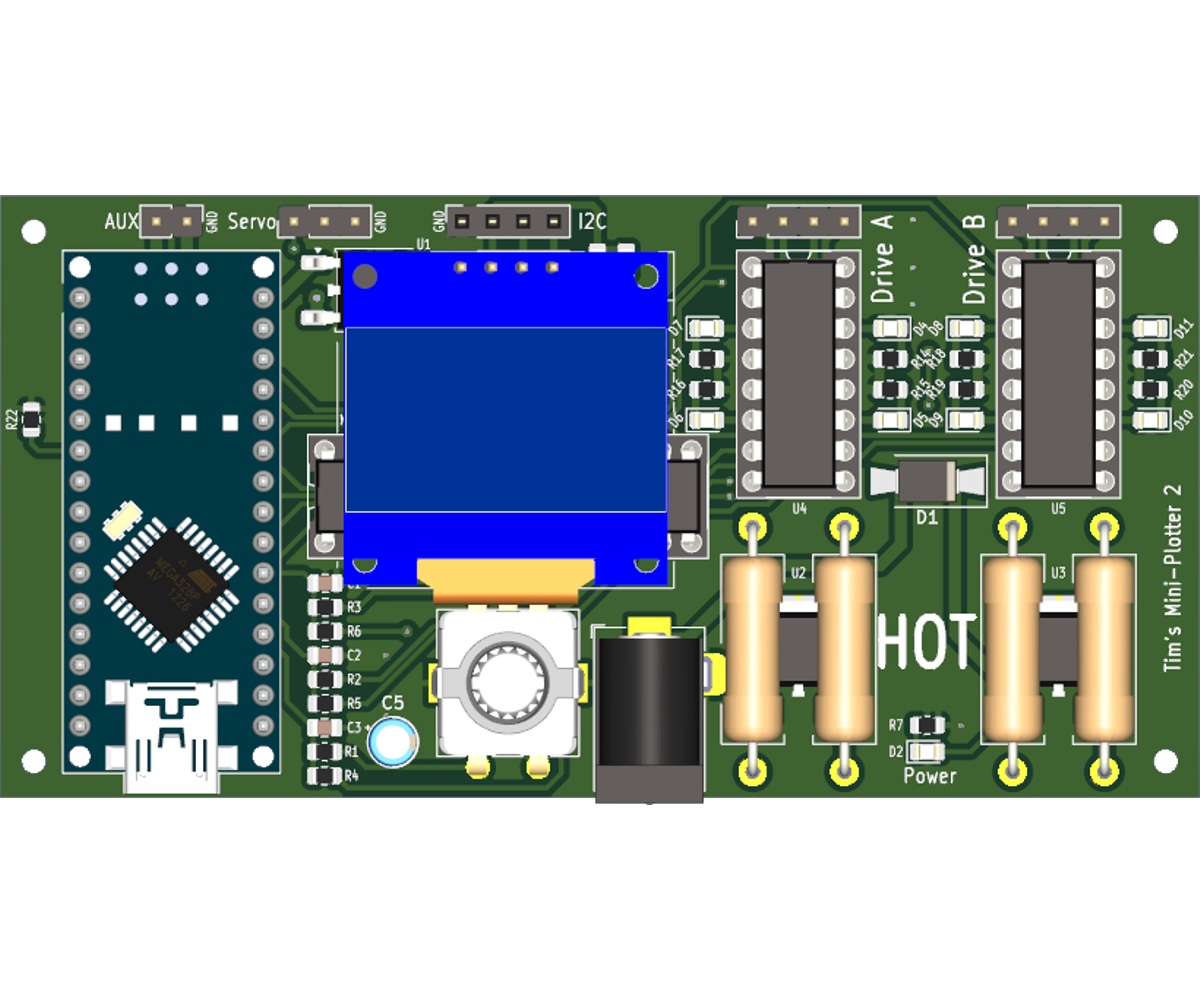 AUX
GND
Servo
GND
GND
I2C
U1
Drive A
Drive B
D7
R17
R16
D6
D4
R14
R15
D5
D8
R18
R19
D9
D11
R21
R20
D10
R22
U4
D1
U5
MEGA328P
AV
1226
C1
R3
R6
C2
R2
R5
C3
R1
R4
C5
+
U2
U3
HOT
R7
D2
Power
Tim's Mini-Plotter 2